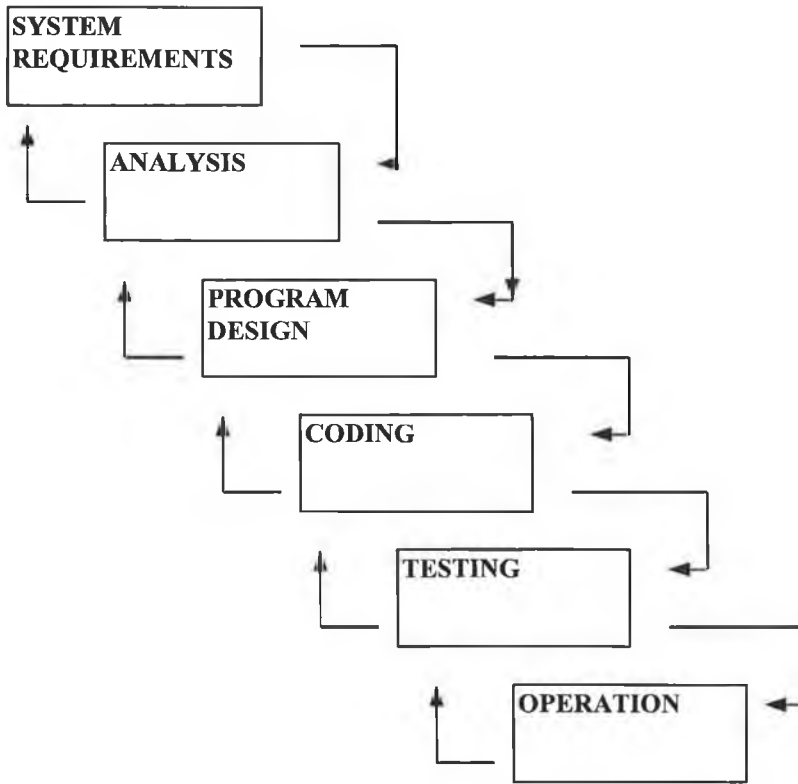 SYSTEM
REQUIREMENTS
ANALYSIS
PROGRAM
DESIGN
CODING
TESTING
OPERATION